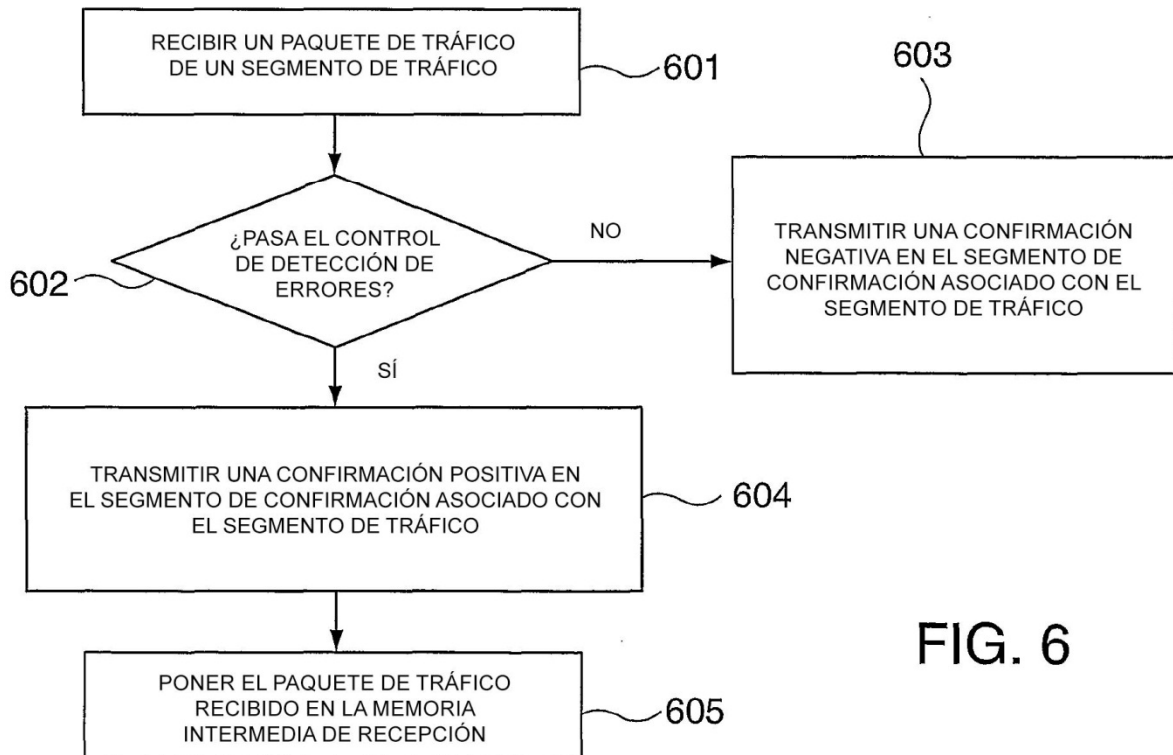 RECIBIR UN PAQUETE DE TRÁFICO
DE UN SEGMENTO DE TRÁFICO
601
603
¿PASA EL CONTROL
DE DETECCIÓN DE
ERRORES?
602
NO
TRANSMITIR UNA CONFIRMACIÓN
NEGATIVA EN EL SEGMENTO DE
CONFIRMACIÓN ASOCIADO CON EL
SEGMENTO DE TRÁFICO
SÍ
TRANSMITIR UNA CONFIRMACIÓN POSITIVA EN
EL SEGMENTO DE CONFIRMACIÓN ASOCIADO CON
EL SEGMENTO DE TRÁFICO
604
PONER EL PAQUETE DE TRÁFICO
RECIBIDO EN LA MEMORIA
INTERMEDIA DE RECEPCIÓN
605
FIG. 6